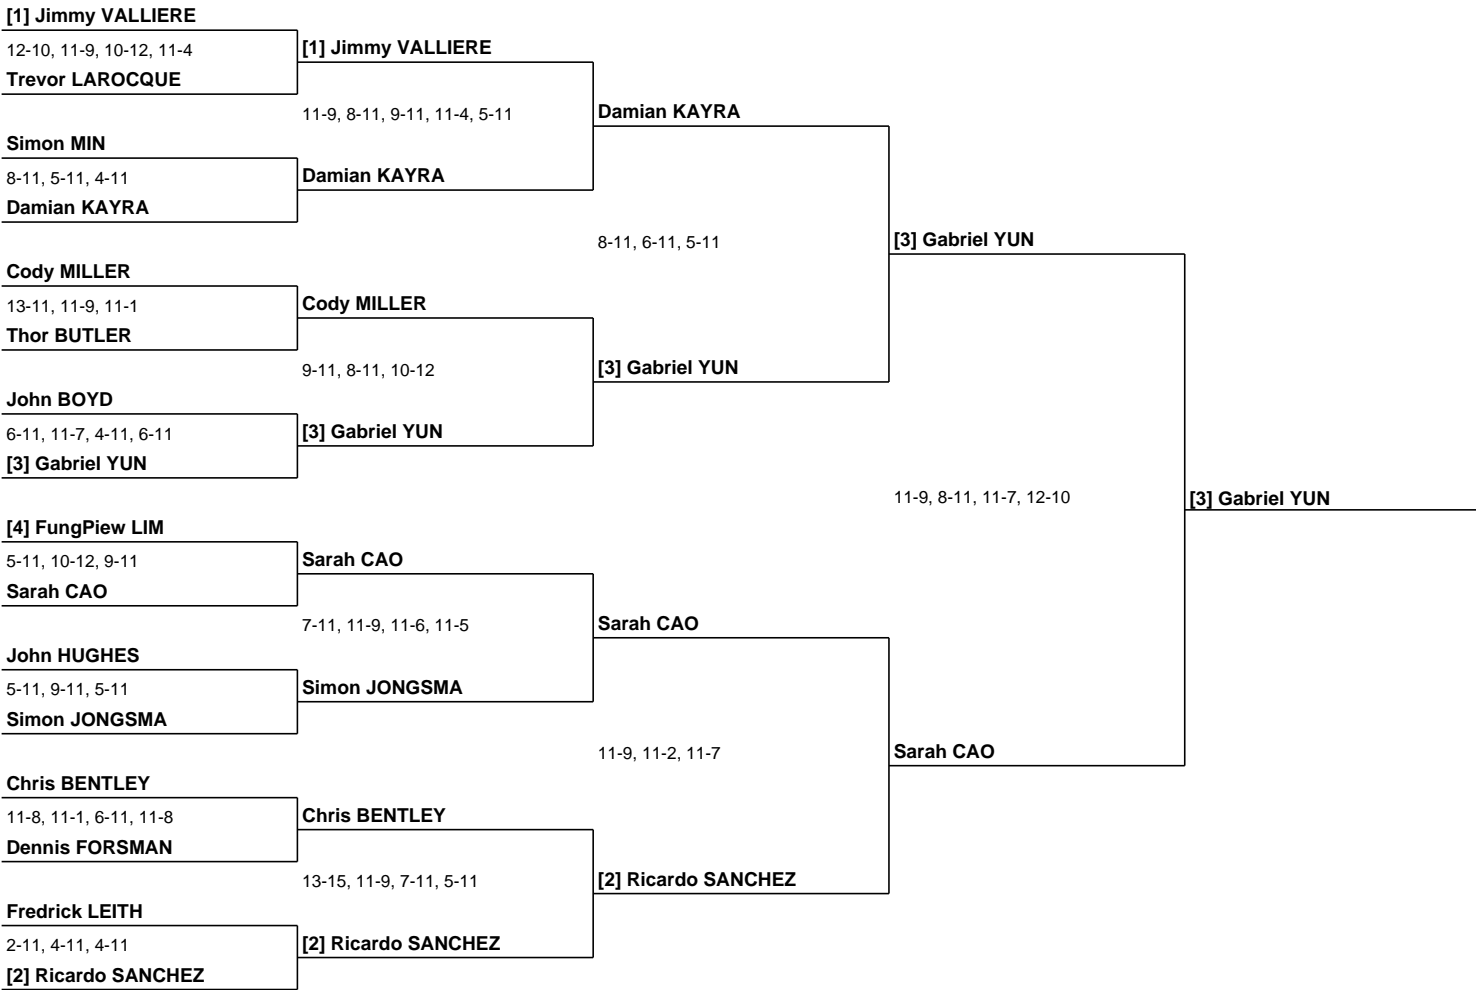 [1] Jimmy VALLIERE
12-10, 11-9, 10-12, 11-4
[1] Jimmy VALLIERE
Trevor LAROCQUE
11-9, 8-11, 9-11, 11-4, 5-11
Damian KAYRA
Simon MIN
8-11, 5-11, 4-11
Damian KAYRA
Damian KAYRA
8-11, 6-11, 5-11
[3] Gabriel YUN
Cody MILLER
13-11, 11-9, 11-1
Cody MILLER
Thor BUTLER
9-11, 8-11, 10-12
[3] Gabriel YUN
John BOYD
6-11, 11-7, 4-11, 6-11
[3] Gabriel YUN
[3] Gabriel YUN
11-9, 8-11, 11-7, 12-10
[3] Gabriel YUN
[4] FungPiew LIM
5-11, 10-12, 9-11
Sarah CAO
Sarah CAO
7-11, 11-9, 11-6, 11-5
Sarah CAO
John HUGHES
5-11, 9-11, 5-11
Simon JONGSMA
Simon JONGSMA
11-9, 11-2, 11-7
Sarah CAO
Chris BENTLEY
11-8, 11-1, 6-11, 11-8
Chris BENTLEY
Dennis FORSMAN
13-15, 11-9, 7-11, 5-11
[2] Ricardo SANCHEZ
Fredrick LEITH
2-11, 4-11, 4-11
[2] Ricardo SANCHEZ
[2] Ricardo SANCHEZ